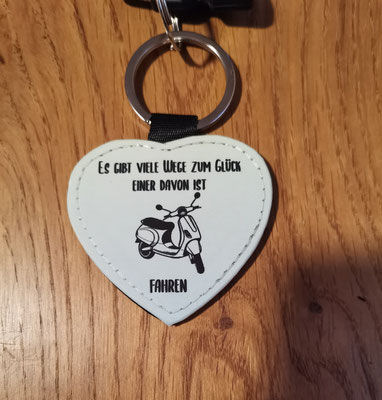 Es gibt viele Wege zum Glück
einer davon ist
fahren